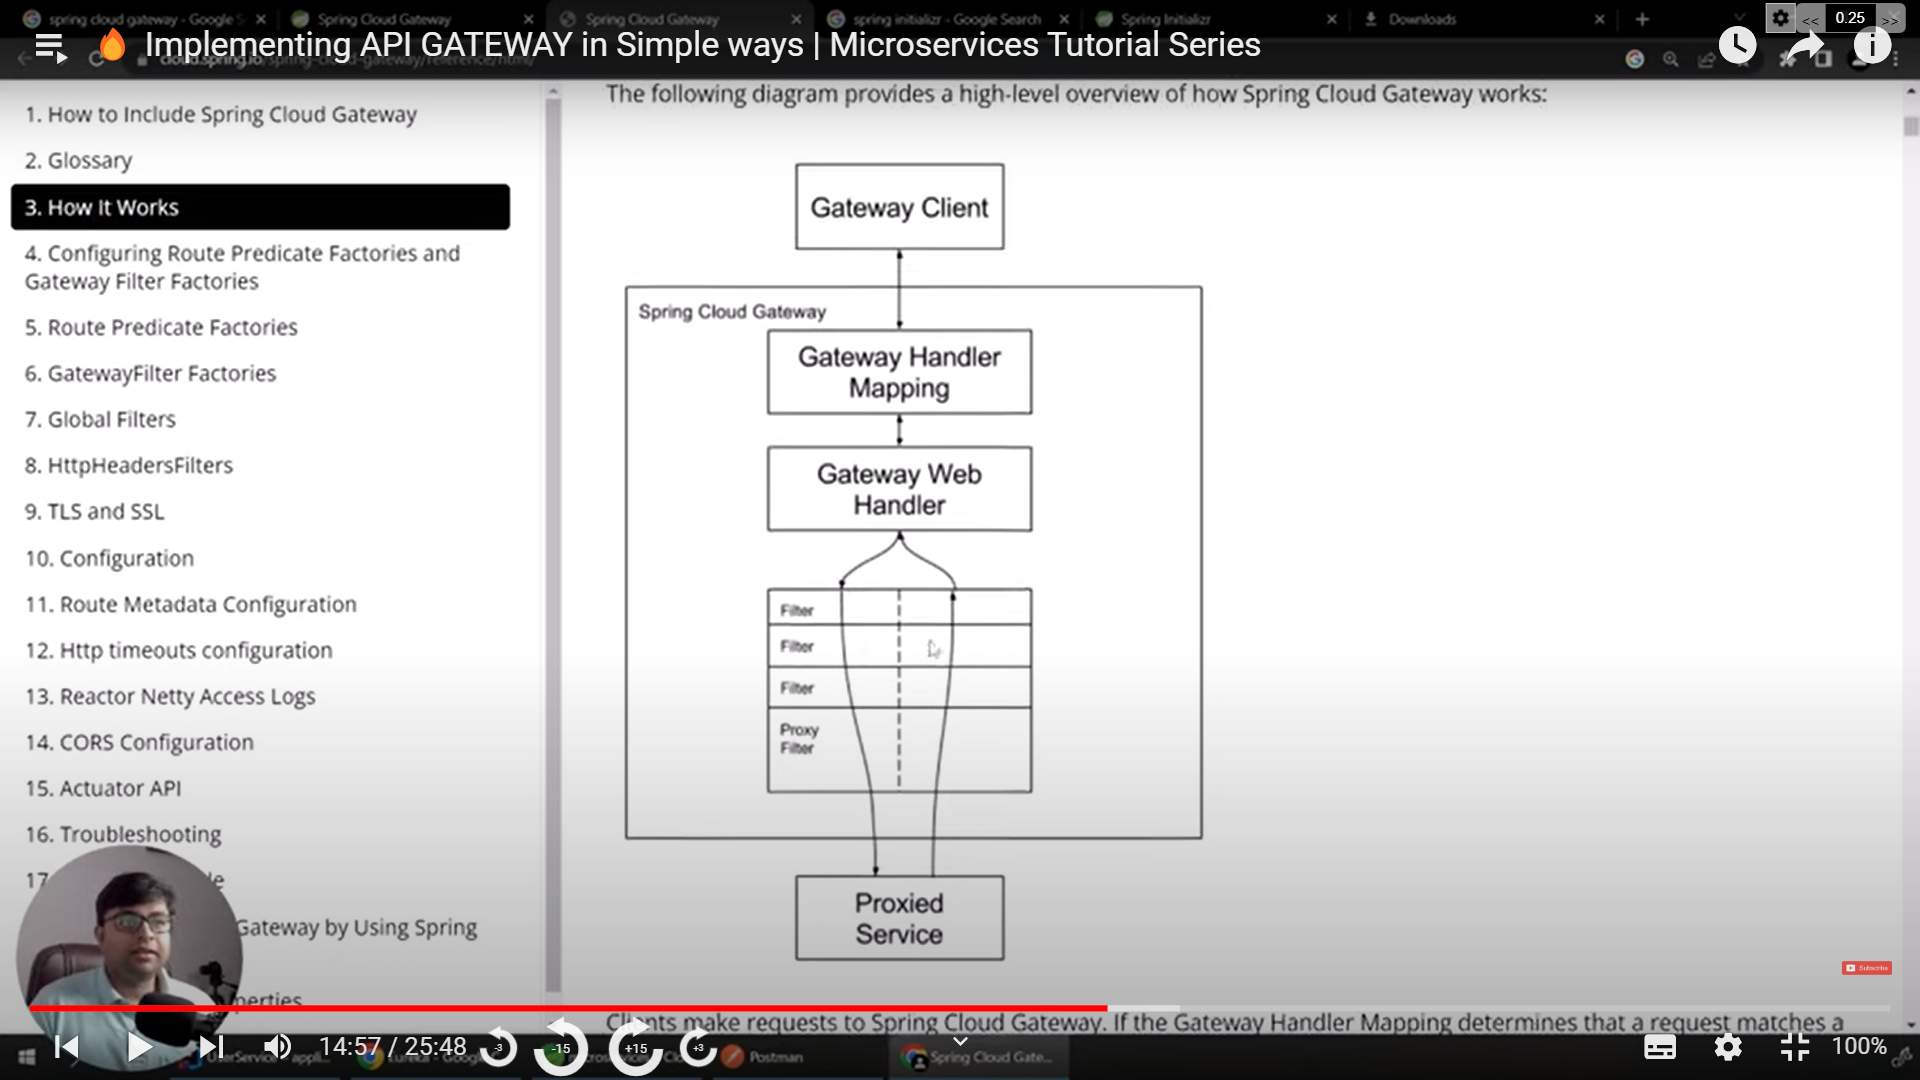 spring cloud gateway - Google S
Spring Cloud Gateway
Spring Cloud Gateway
spring initializr - Google Search
Spring Initializr
Downloads
<< 0.25 >>
Implementing API GATEWAY in Simple ways | Microservices Tutorial Series
cloud.spring.io/spring-cloud-gateway/reference/html/
1. How to Include Spring Cloud Gateway
2. Glossary
3. How It Works
4. Configuring Route Predicate Factories and
Gateway Filter Factories
5. Route Predicate Factories
6. GatewayFilter Factories
7. Global Filters
8. HttpHeadersFilters
9. TLS and SSL
10. Configuration
11. Route Metadata Configuration
12. Http timeouts configuration
13. Reactor Netty Access Logs
14. CORS Configuration
15. Actuator API
16. Troubleshooting
17
Gateway by Using Spring
perties
The following diagram provides a high-level overview of how Spring Cloud Gateway works:
Gateway Client
Spring Cloud Gateway
Gateway Handler
Mapping
Gateway Web
Handler
Filter
Filter
Filter
Proxy
Filter
Proxied
Service
Subscribe
Clients make requests to Spring Cloud Gateway. If the Gateway Handler Mapping determines that a request matches a
14:57 / 25:48
-3
-15
+15
+3
100%
Postman
Spring Cloud Gate...